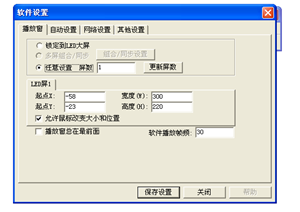 软件设置
播放窗 自动设置 网络设置 其他设置
锁定到LED大屏
多屏组合/同步 组合/同步设置
任意设置 屏数 1 更新屏数
LED屏1
起点X: -58 宽度(W): 300
起点Y: -23 高度(H): 220
允许鼠标改变大小和位置
播放窗总在最前面 软件播放帧频: 30
保存设置 关闭 帮助